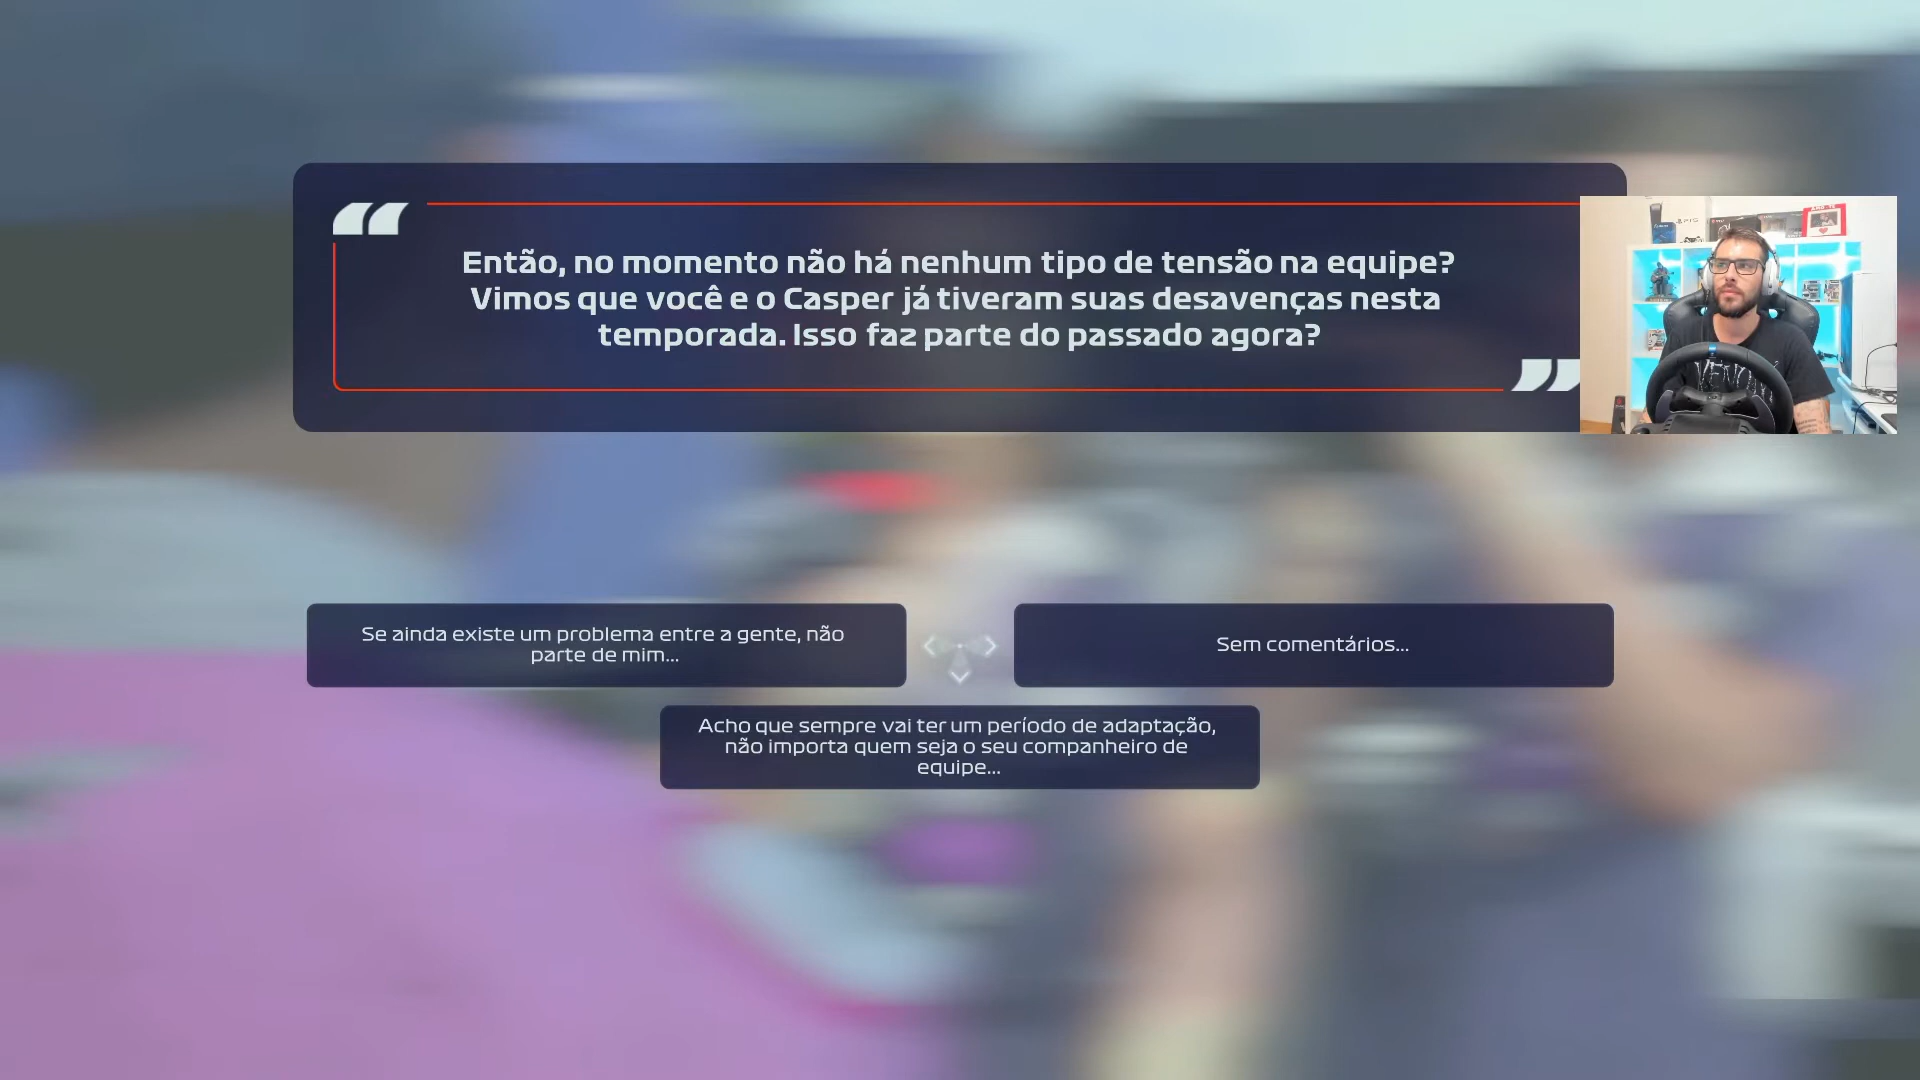 Então, no momento não há nenhum tipo de tensão na equipe?
Vimos que você e o Casper já tiveram suas desavenças nesta
temporada. Isso faz parte do passado agora?
Se ainda existe um problema entre a gente, não
parte de mim...
Sem comentários...
Acho que sempre vai ter um período de adaptação,
não importa quem seja o seu companheiro de
equipe...